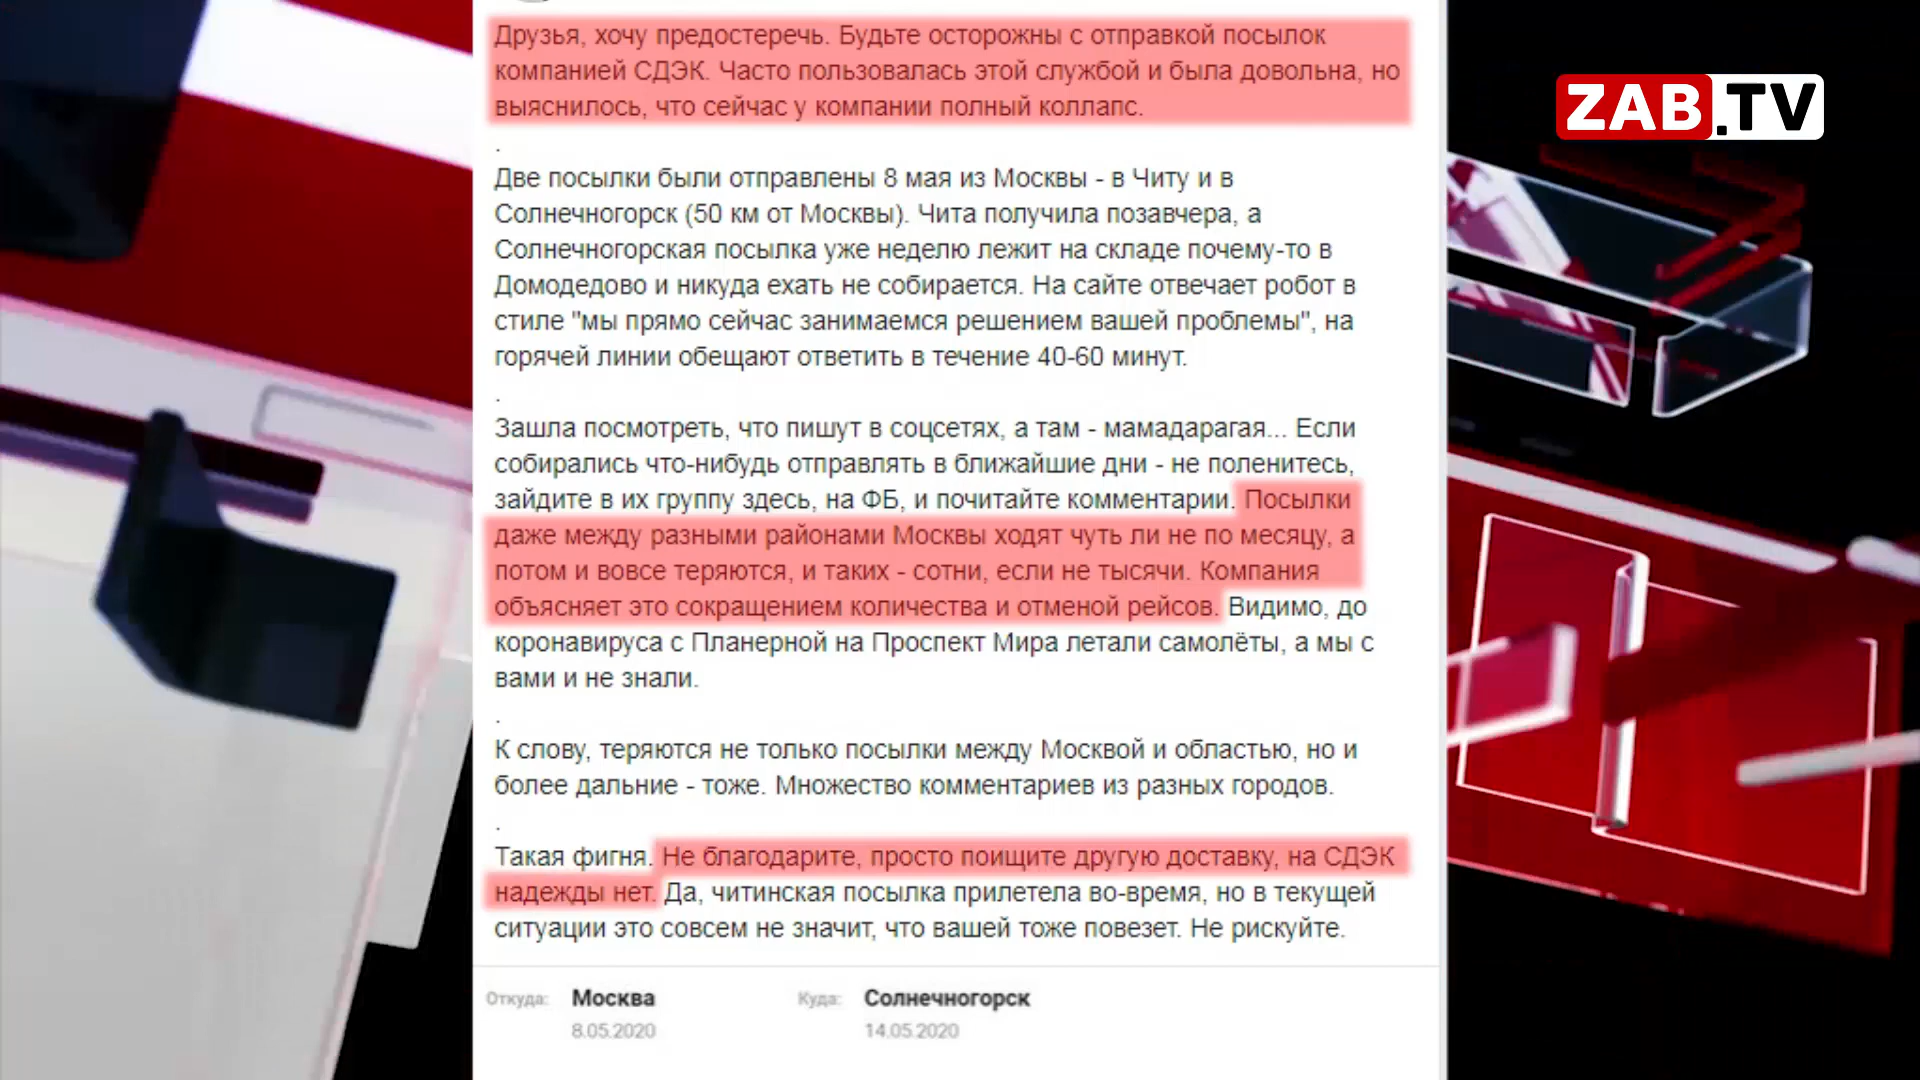 Друзья, хочу предостеречь. Будьте осторожны с отправкой посылок
компанией СДЭК. Часто пользовалась этой службой и была довольна, но
выяснилось, что сейчас у компании полный коллапс.
.
Две посылки были отправлены 8 мая из Москвы - в Читу и в
Солнечногорск (50 км от Москвы). Чита получила позавчера, а
Солнечногорская посылка уже неделю лежит на складе почему-то в
Домодедово и никуда ехать не собирается. На сайте отвечает робот в
стиле "мы прямо сейчас занимаемся решением вашей проблемы", на
горячей линии обещают ответить в течение 40-60 минут.
.
Зашла посмотреть, что пишут в соцсетях, а там - мамадарагая... Если
собирались что-нибудь отправлять в ближайшие дни - не поленитесь,
зайдите в их группу здесь, на ФБ, и почитайте комментарии. Посылки
даже между разными районами Москвы ходят чуть ли не по месяцу, а
потом и вовсе теряются, и таких - сотни, если не тысячи. Компания
объясняет это сокращением количества и отменой рейсов. Видимо, до
коронавируса с Планерной на Проспект Мира летали самолёты, а мы с
вами и не знали.
.
К слову, теряются не только посылки между Москвой и областью, но и
более дальние - тоже. Множество комментариев из разных городов.
.
Такая фигня. Не благодарите, просто поищите другую доставку, на СДЭК
надежды нет. Да, читинская посылка прилетела во-время, но в текущей
ситуации это совсем не значит, что вашей тоже повезет. Не рискуйте.
Откуда: Москва Куда: Солнечногорск
8.05.2020 14.05.2020
ZAB.TV